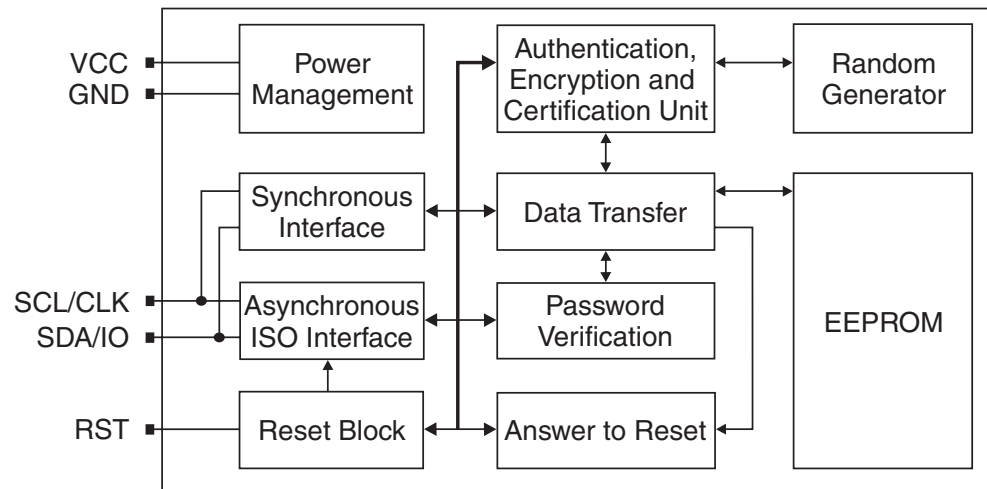 VCC
GND
Power
Management
Authentication,
Encryption and
Certification Unit
Random
Generator
Synchronous
Interface
Data Transfer
SCL/CLK
SDA/IO
Asynchronous
ISO Interface
Password
Verification
EEPROM
RST
Reset Block
Answer to Reset